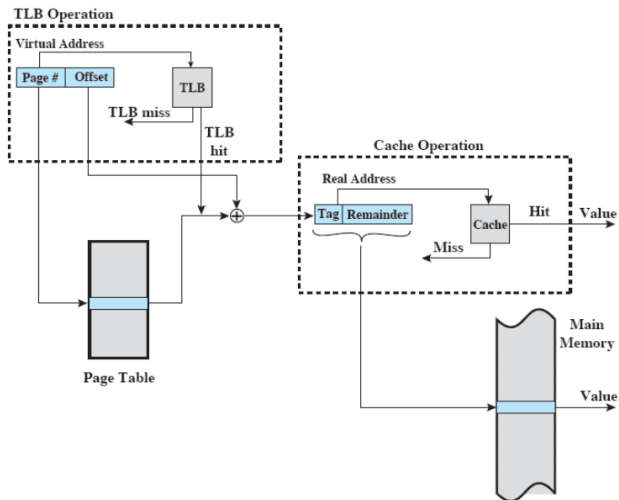 TLB Operation
Virtual Address
Page # Offset
TLB
TLB miss
TLB
hit
Cache Operation
Real Address
Tag Remainder
Cache
Hit Value
Miss
Page Table
Main
Memory
Value